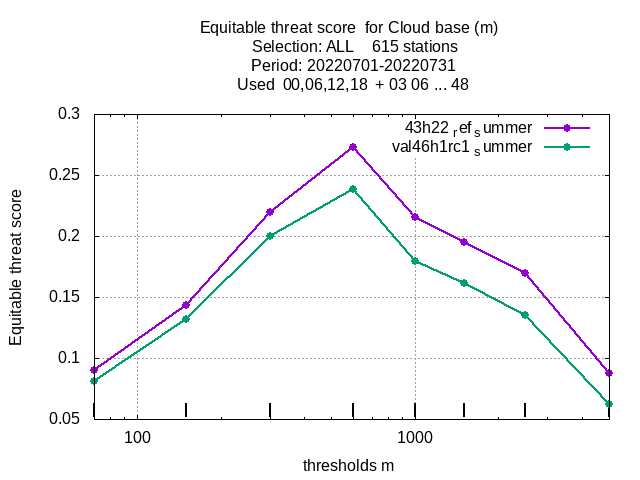 Equitable threat score  for Cloud base (m)
Selection: ALL    615 stations
Period: 20220701-20220731
Used  00,06,12,18  + 03 06 ... 48
0.3
0.25
0.2
0.15
0.1
0.05
Equitable threat score
43h22 ref summer
val46h1rc1 summer
100
1000
thresholds m